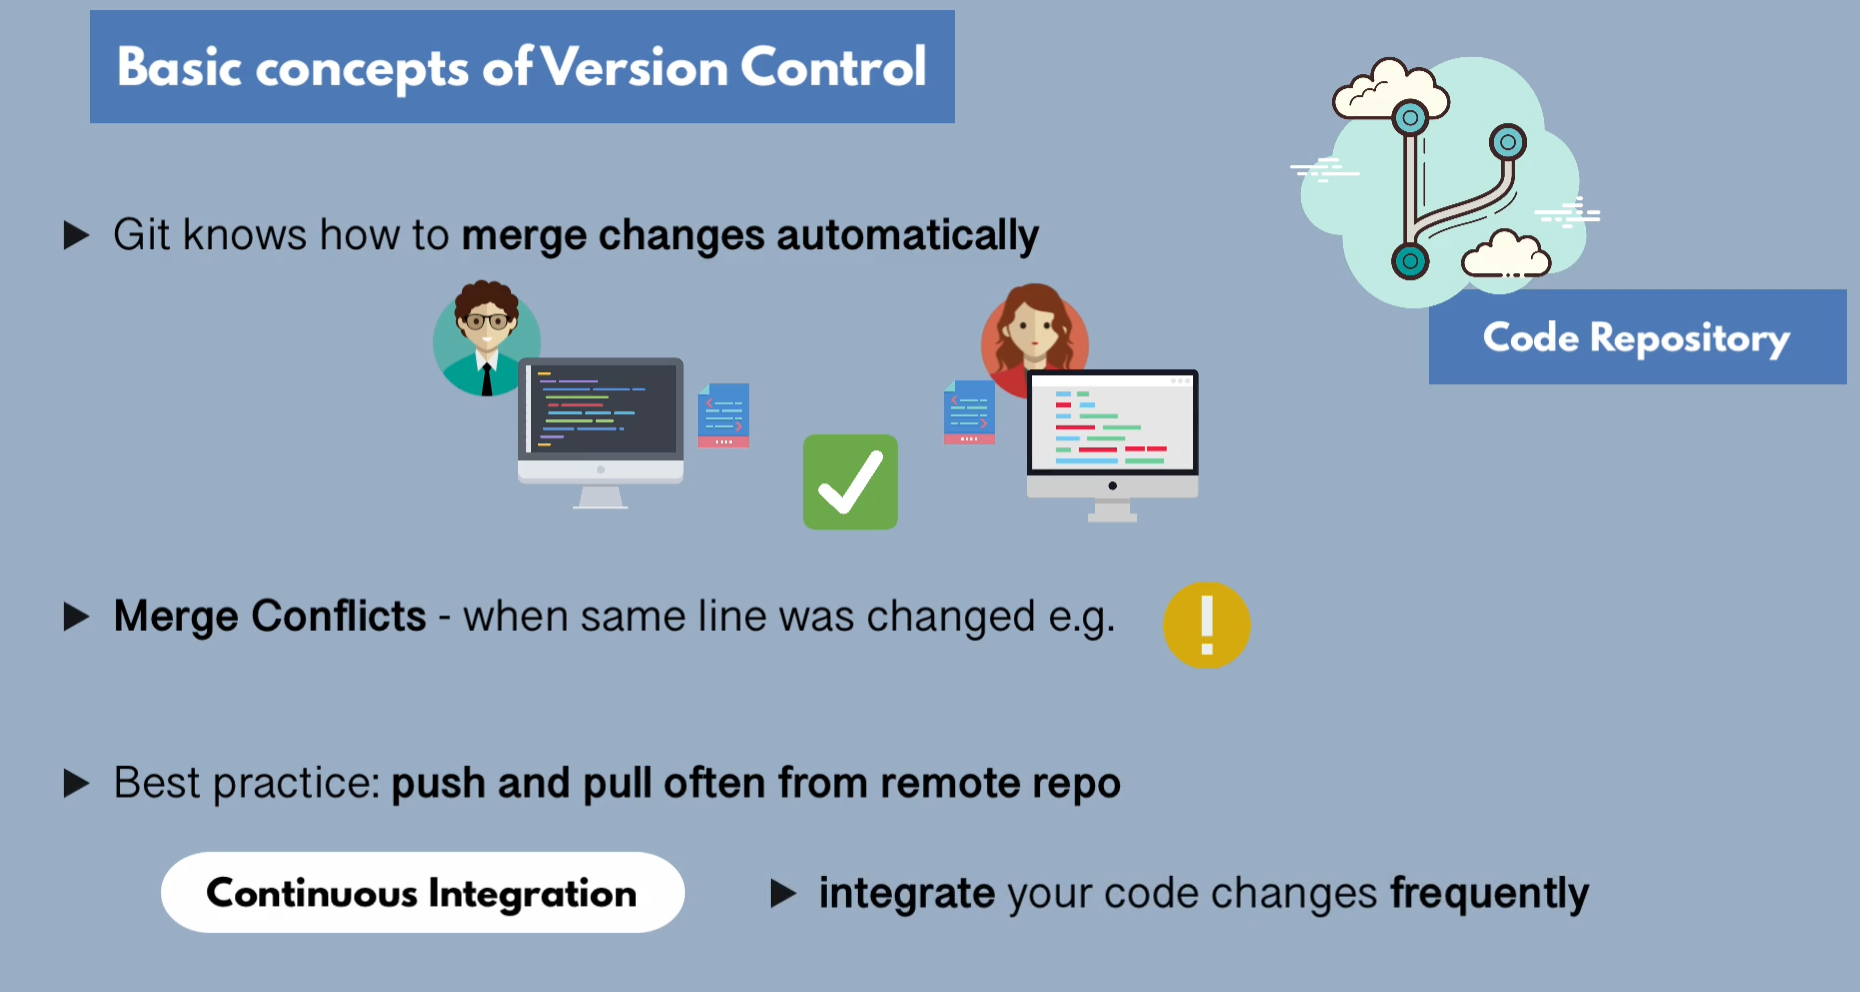 Basic concepts of Version Control
Git knows how to merge changes automatically
Code Repository
Merge Conflicts - when same line was changed e.g.
Best practice: push and pull often from remote repo
Continuous Integration
integrate your code changes frequently